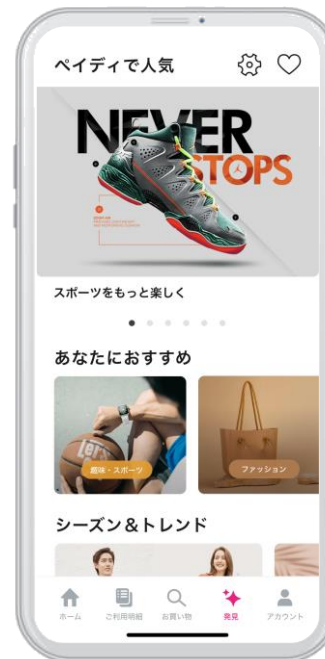 ペイディで人気
NEVER
STOPS
スポーツをもっと楽しく
あなたにおすすめ
趣味・スポーツ
ファッション
シーズン＆トレンド
ホーム
ご利用明細
お買い物
発見
アカウント